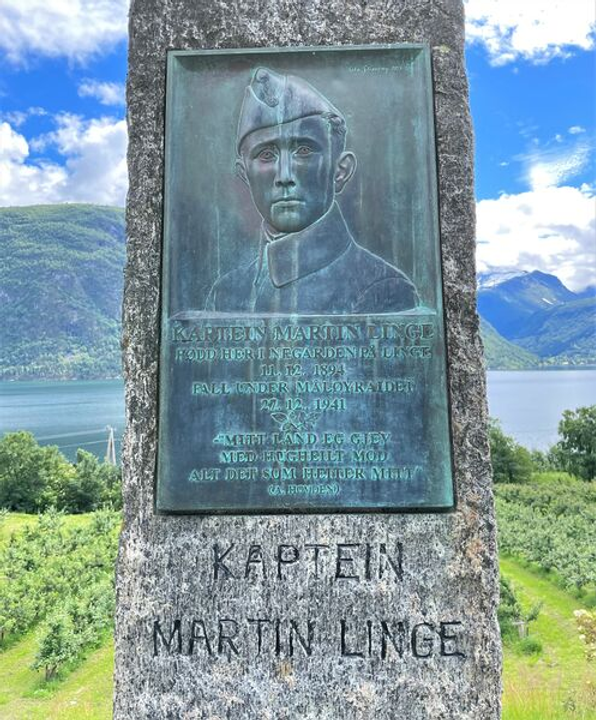 KAPTEIN MARTIN LINGE
FØDD HER I NEGARDEN PÅ LINGE
11. 12. 1894
FALL UNDER MÅLØYRAIDET
27. 12. 1941
"MITT LAND EG GJEV
MED HUGHEILT MOD
ALT DET SOM HEITER MITT"
(A. HOVDEN)
KAPTEIN
MARTIN LINGE